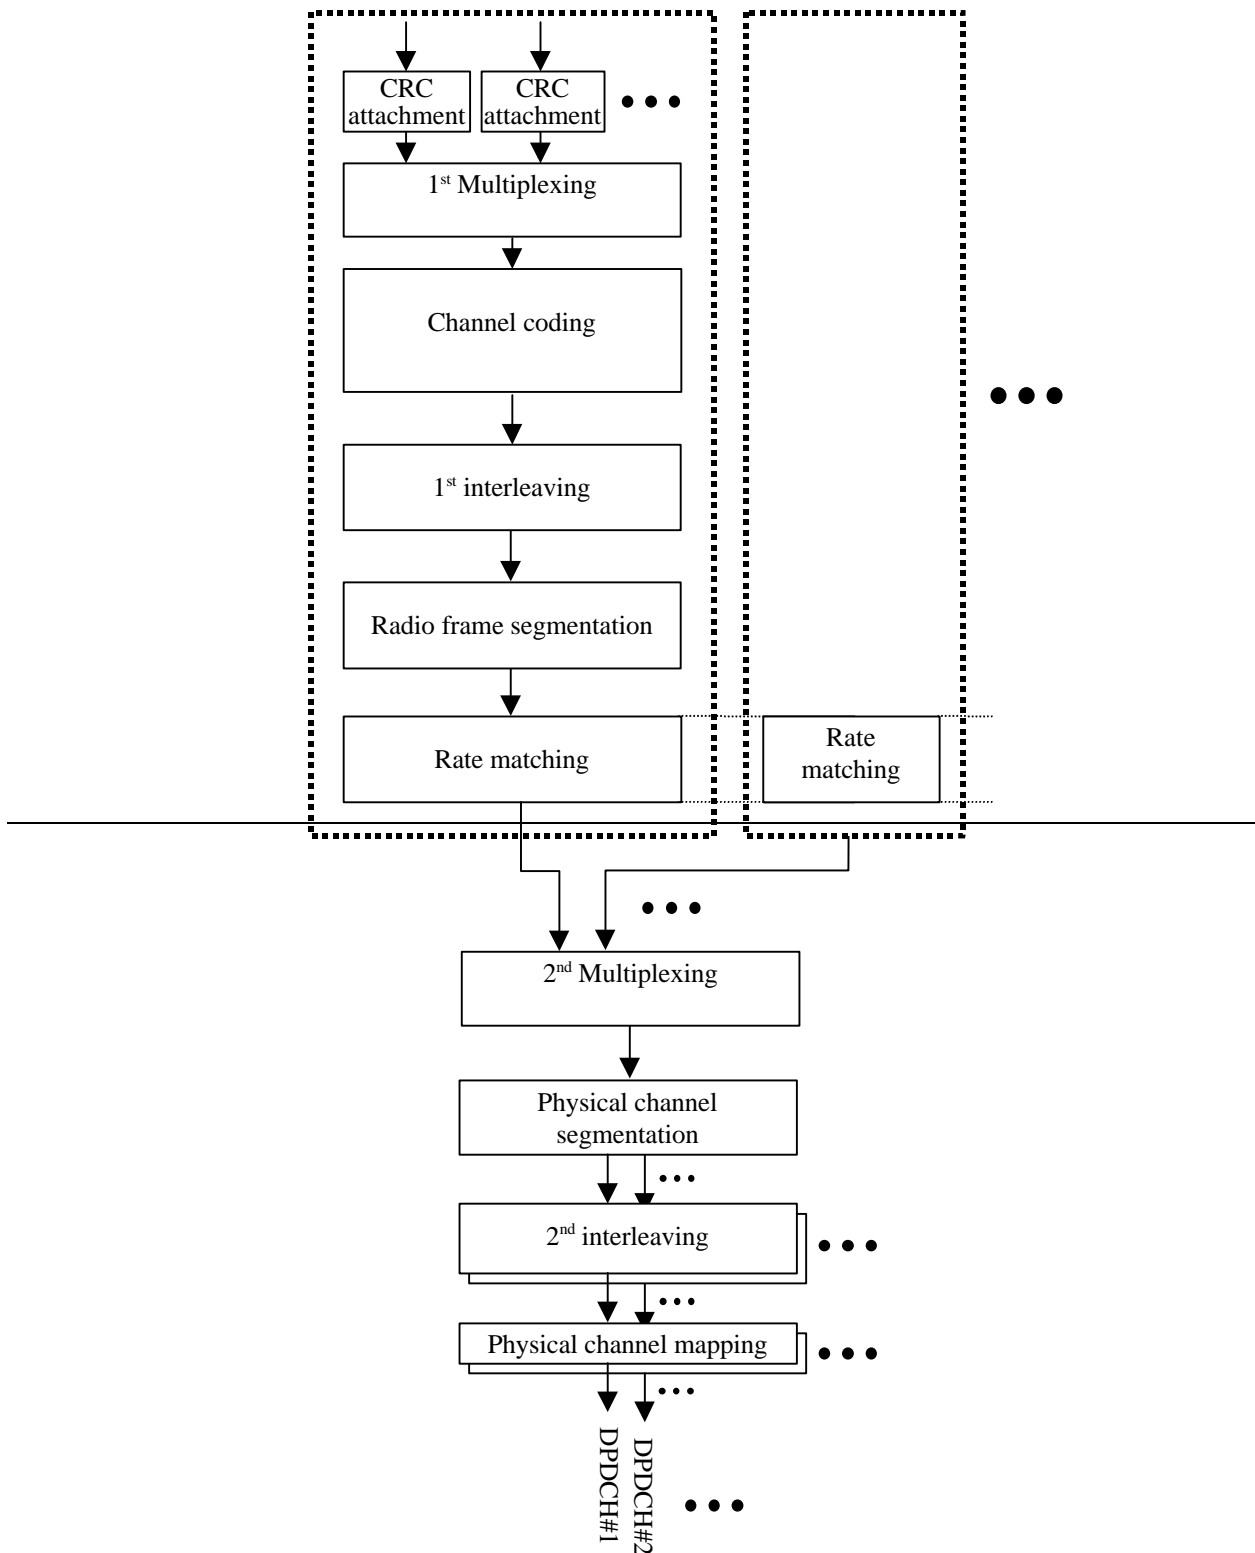 CRC
attachment
CRC
attachment
1st Multiplexing
Channel coding
1st interleaving
Radio frame segmentation
Rate matching
Rate
matching
2nd Multiplexing
Physical channel
segmentation
2nd interleaving
Physical channel mapping
DPDCH#1
DPDCH#2